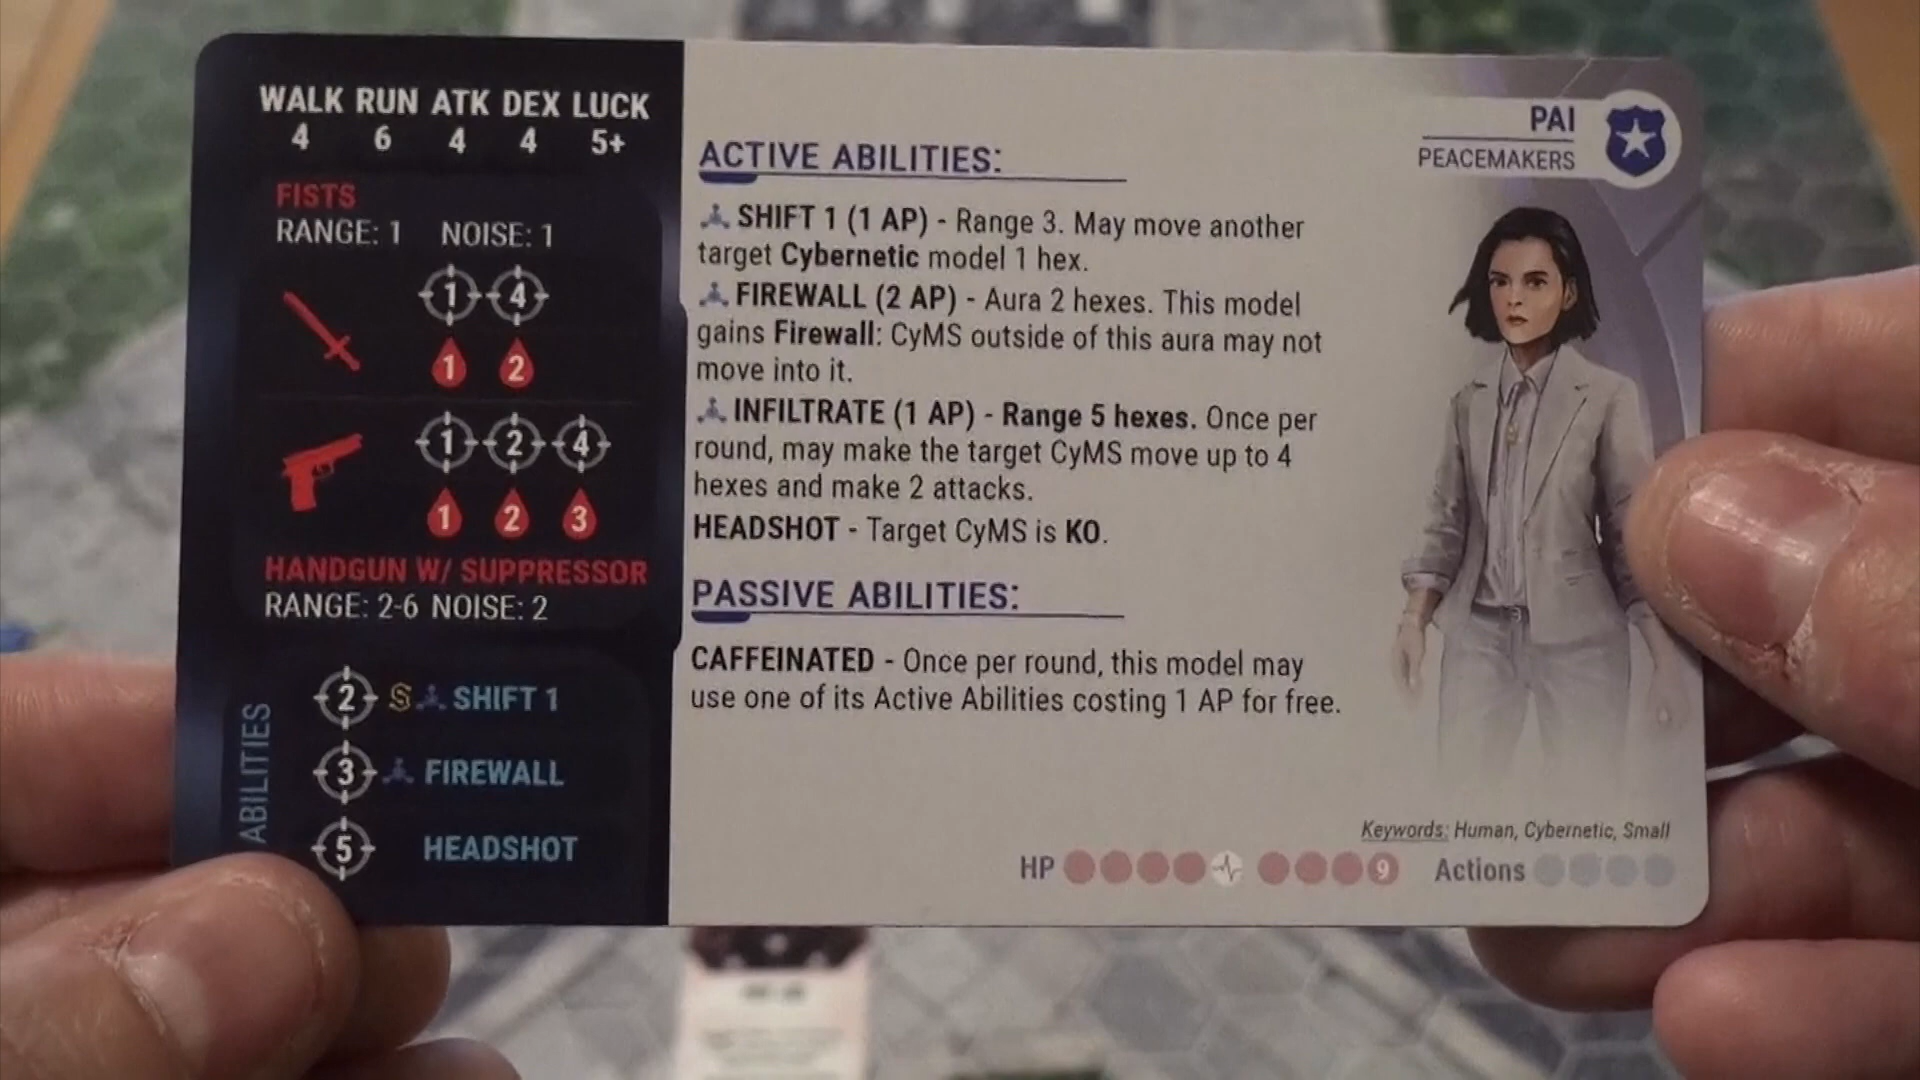 WALK RUN ATK DEX LUCK
4 6 4 4 5+
FISTS
RANGE: 1 NOISE: 1
1 4
1 2
1 2 4
1 2 3
HANDGUN W/ SUPPRESSOR
RANGE: 2-6 NOISE: 2
ABILITIES
2 SHIFT 1
3 FIREWALL
5 HEADSHOT
ACTIVE ABILITIES:
SHIFT 1 (1 AP) - Range 3. May move another
target Cybernetic model 1 hex.
FIREWALL (2 AP) - Aura 2 hexes. This model
gains Firewall: CyMS outside of this aura may not
move into it.
INFILTRATE (1 AP) - Range 5 hexes. Once per
round, may make the target CyMS move up to 4
hexes and make 2 attacks.
HEADSHOT - Target CyMS is KO.
PASSIVE ABILITIES:
CAFFEINATED - Once per round, this model may
use one of its Active Abilities costing 1 AP for free.
PAI
PEACEMAKERS
Keywords: Human, Cybernetic, Small
HP 9 Actions